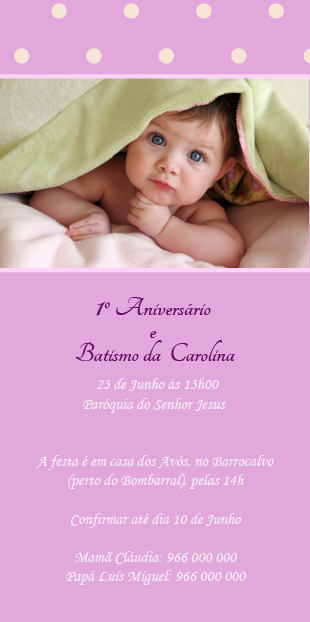 1º Aniversário
e
Batismo da Carolina
23 de Junho às 13h00
Paróquia do Senhor Jesus
A festa é em casa dos Avós, no Barrocalvo
(perto do Bombarral), pelas 14h
Confirmar até dia 10 de Junho
Mamã Cláudia: 966 000 000
Papá Luís Miguel: 966 000 000